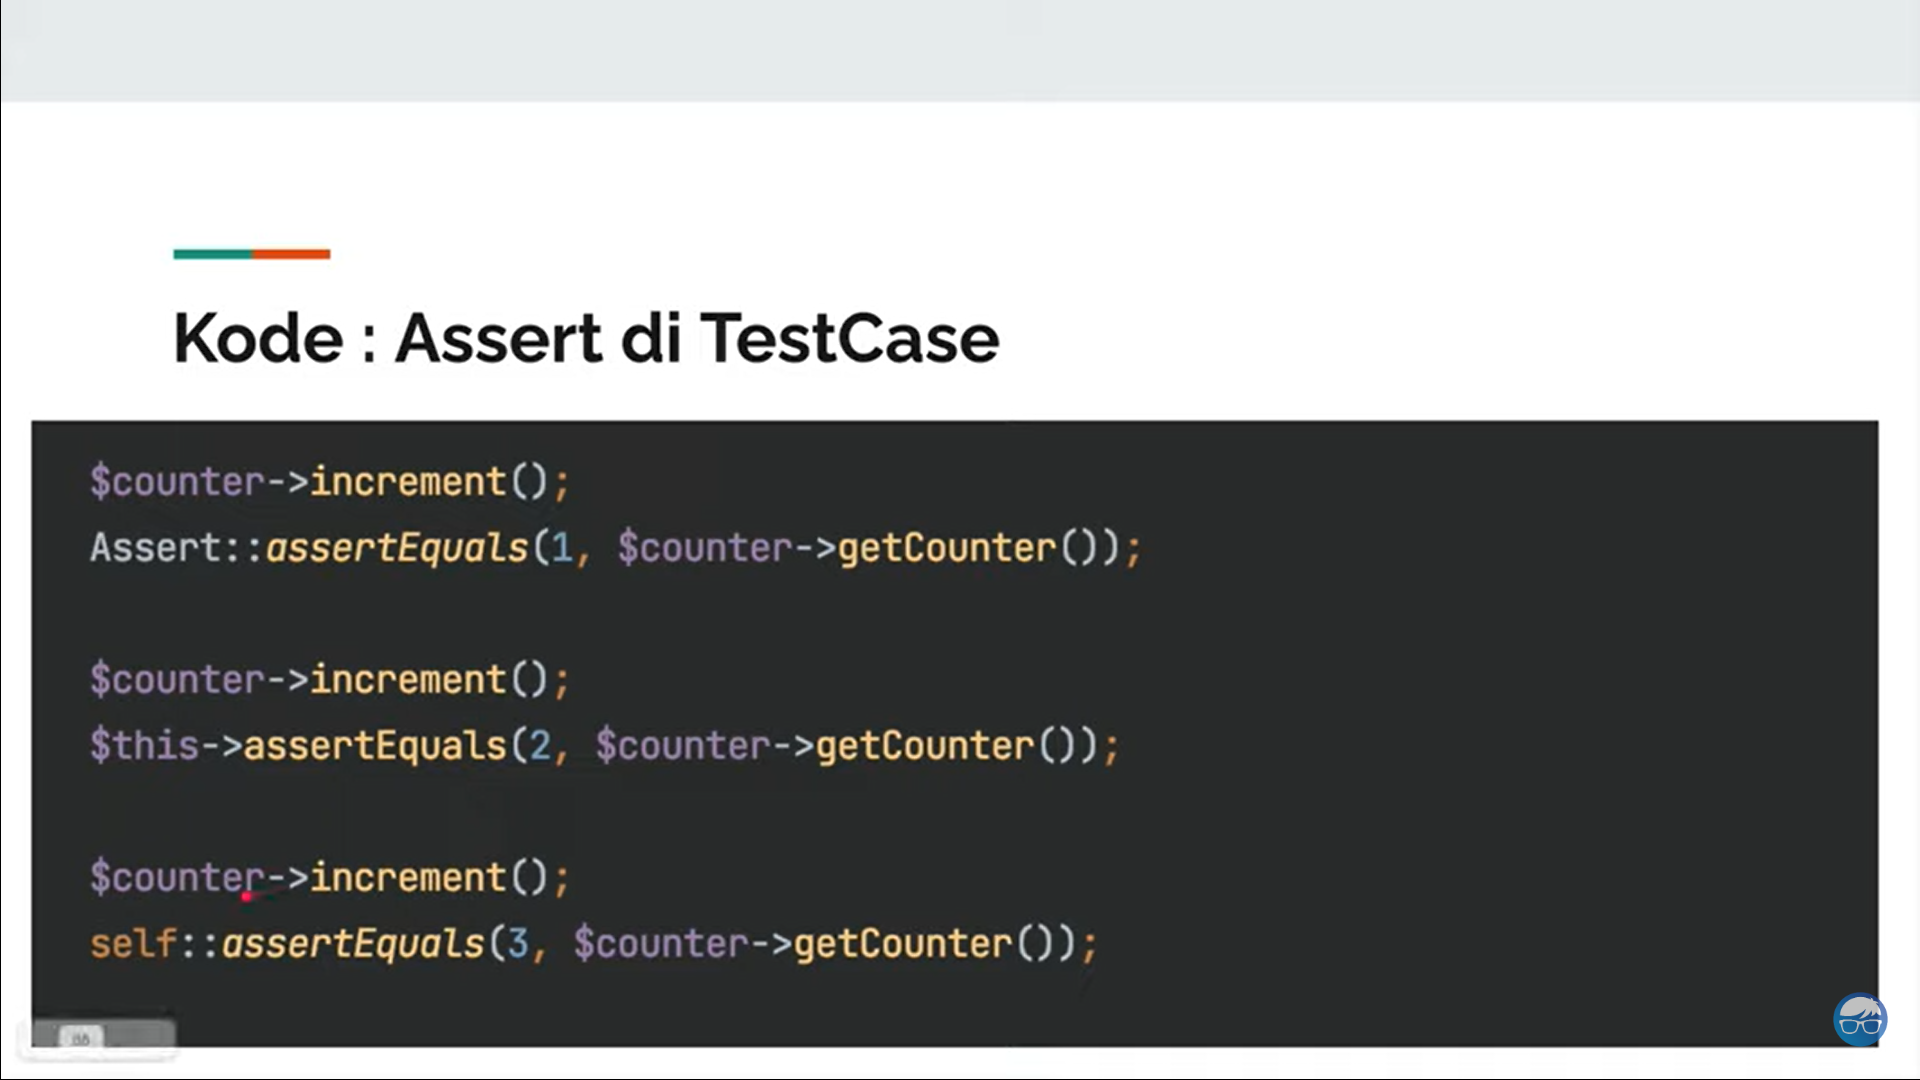 Kode : Assert di TestCase
$counter->increment();
Assert::assertEquals(1, $counter->getCounter());
$counter->increment();
$this->assertEquals(2, $counter->getCounter());
$counter->increment();
self::assertEquals(3, $counter->getCounter());